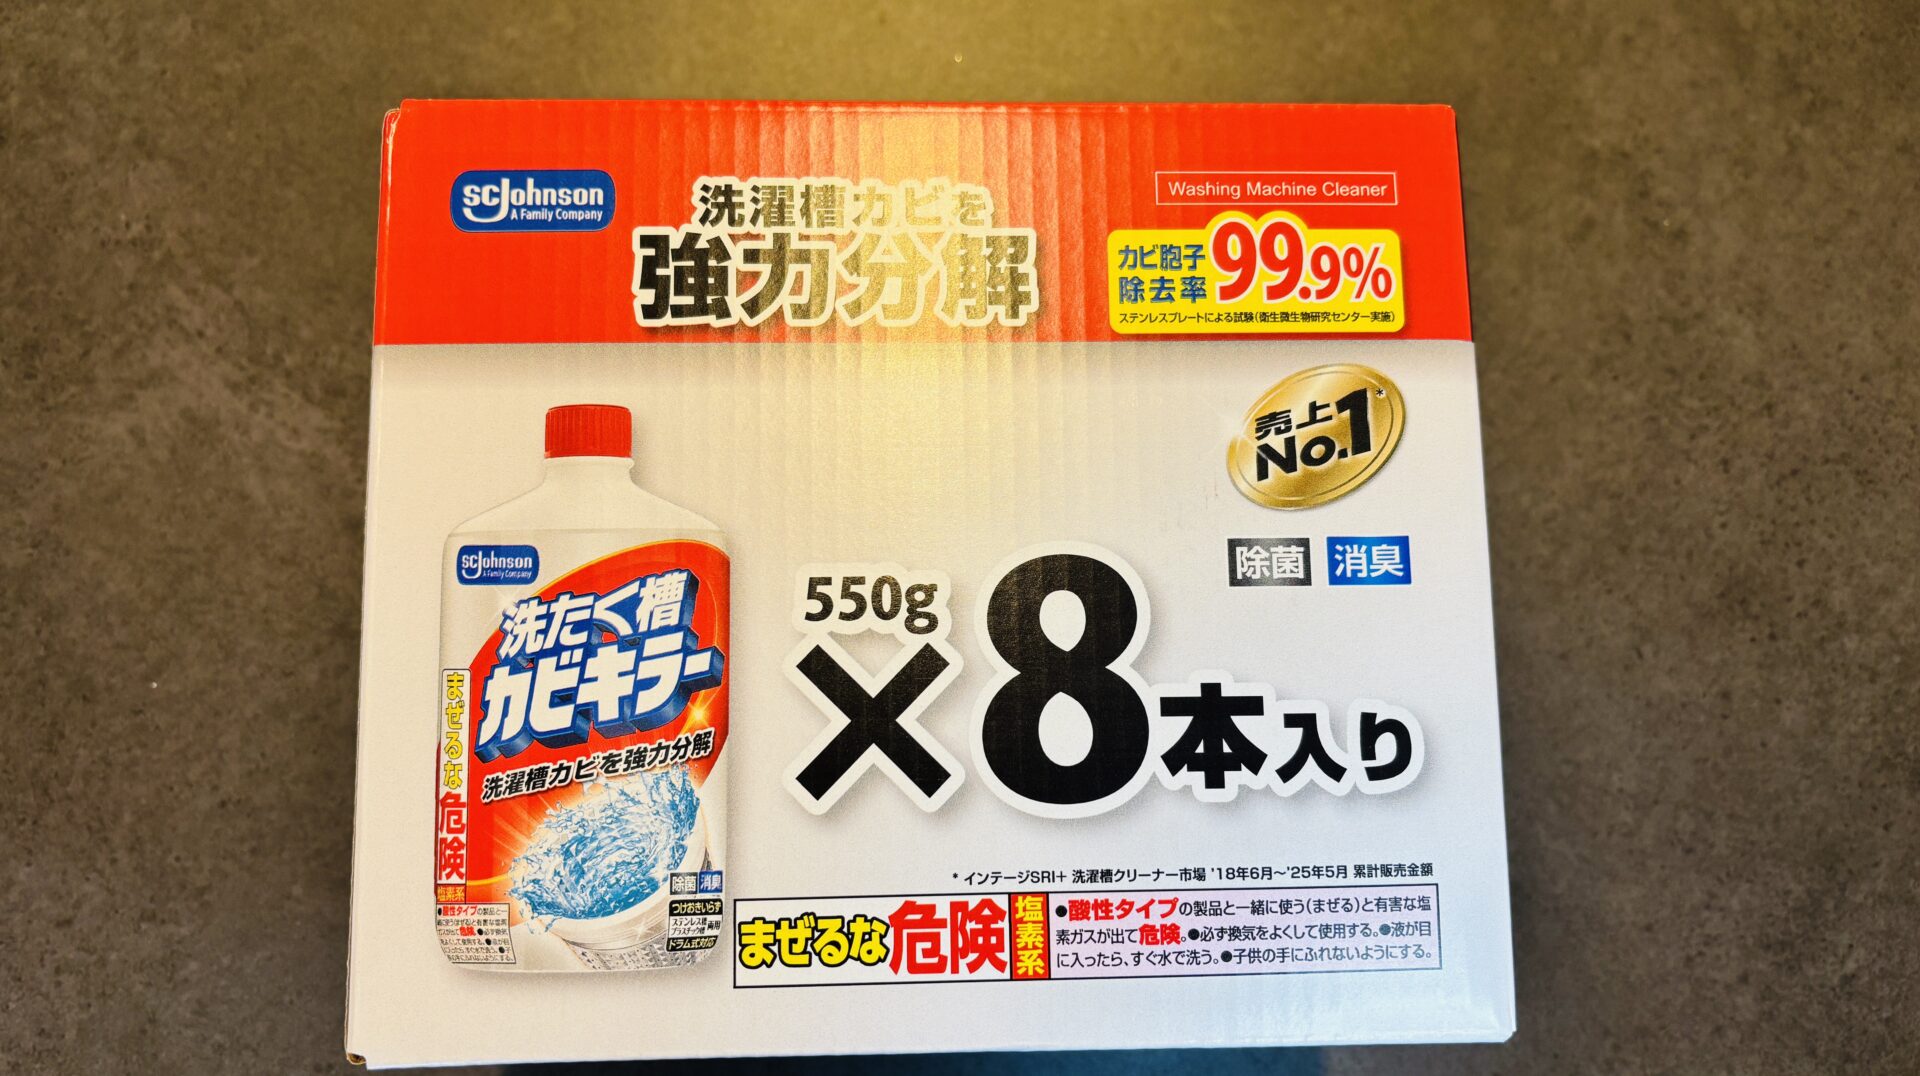 scJohnson
A Family Company
洗濯槽カビを
強力分解
Washing Machine Cleaner
カビ胞子
除去率
99.9%
ステンレスプレートによる試験(衛生微生物研究センター実施)
売上
No.1*
除菌 消臭
550g
×8本入り
scJohnson
A Family Company
洗たく槽
カビキラー
洗濯槽カビを強力分解
まぜるな
危険
塩素系
除菌 消臭
つけおきいらず
ステンレス槽
プラスチック槽 両用
ドラム式対応
* インテージSRI+ 洗濯槽クリーナー市場 '18年6月~'25年5月 累計販売金額
まぜるな危険
塩素系
●酸性タイプの製品と一緒に使う(まぜる)と有害な塩
素ガスが出て危険。●必ず換気をよくして使用する。●液が目
に入ったら、すぐ水で洗う。●子供の手にふれないようにする。